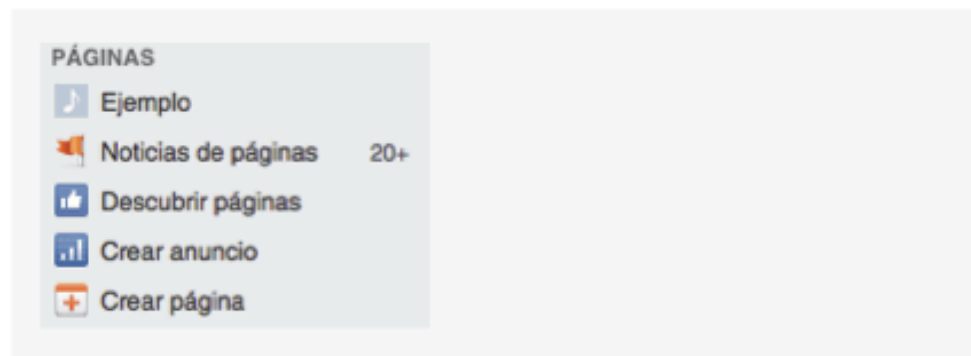 PÁGINAS
Ejemplo
Noticias de páginas 20+
Descubrir páginas
Crear anuncio
Crear página